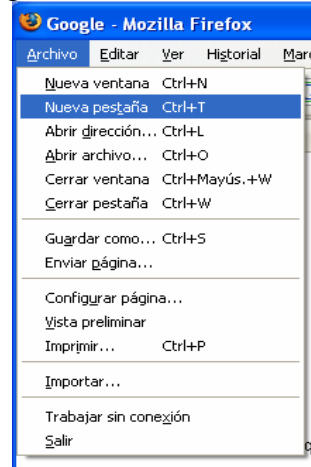 Google - Mozilla Firefox
Archivo Editar Ver Historial
Nueva ventana Ctrl+N
Nueva pestaña Ctrl+T
Abrir dirección... Ctrl+L
Abrir archivo... Ctrl+O
Cerrar ventana Ctrl+Mayús.+W
Cerrar pestaña Ctrl+W
Guardar como... Ctrl+S
Enviar página...
Configurar página...
Vista preliminar
Imprimir... Ctrl+P
Importar...
Trabajar sin conexión
Salir